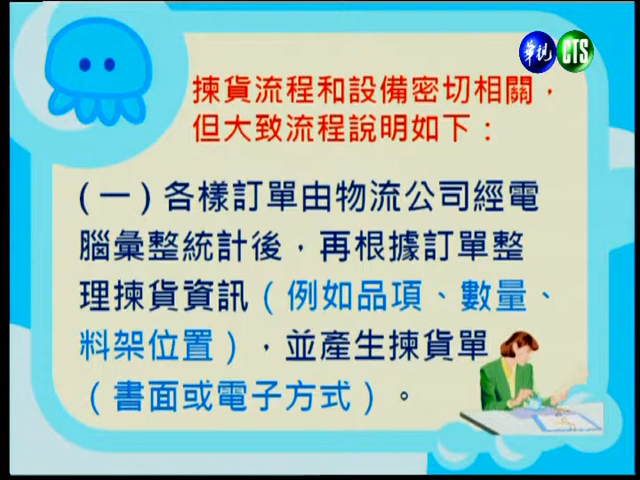 華視 CTS
揀貨流程和設備密切相關，
但大致流程說明如下：
(一)各樣訂單由物流公司經電
腦彙整統計後，再根據訂單整
理揀貨資訊(例如品項、數量、
料架位置)，並產生揀貨單
(書面或電子方式)。